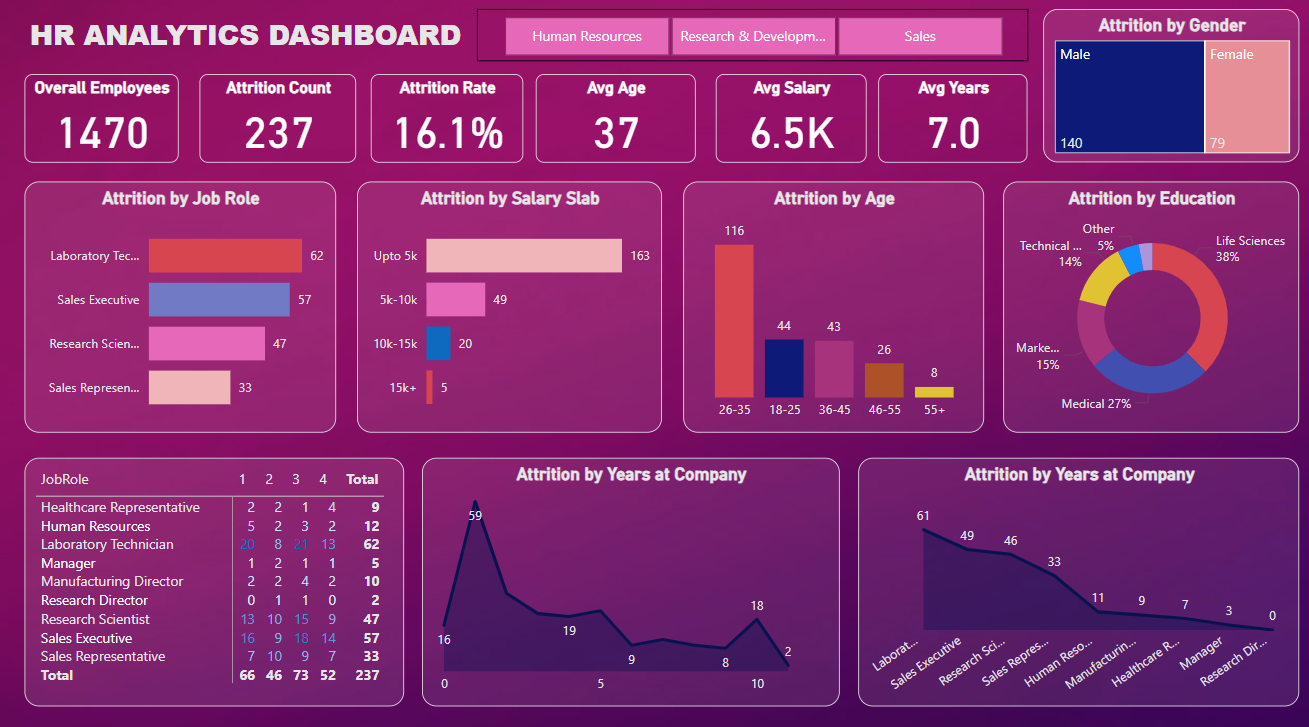 HR ANALYTICS DASHBOARD
Human Resources
Research & Developm...
Sales
Attrition by Gender
Male
Female
140
79
Overall Employees
1470
Attrition Count
237
Attrition Rate
16.1%
Avg Age
37
Avg Salary
6.5K
Avg Years
7.0
Attrition by Job Role
Laboratory Tec... 62
Sales Executive 57
Research Scien... 47
Sales Represen... 33
Attrition by Salary Slab
Upto 5k 163
5k-10k 49
10k-15k 20
15k+ 5
Attrition by Age
116
44
43
26
8
26-35 18-25 36-45 46-55 55+
Attrition by Education
Other
5%
Technical ...
14%
Life Sciences
38%
Marke...
15%
Medical 27%
JobRole 1 2 3 4 Total
Healthcare Representative 2 2 1 4 9
Human Resources 5 2 3 2 12
Laboratory Technician 20 8 21 13 62
Manager 1 2 1 1 5
Manufacturing Director 2 2 4 2 10
Research Director 0 1 1 0 2
Research Scientist 13 10 15 9 47
Sales Executive 16 9 18 14 57
Sales Representative 7 10 9 7 33
Total 66 46 73 52 237
Attrition by Years at Company
59
16
19
9
8
18
2
0 5 10
Attrition by Years at Company
61
49
46
33
11
9
7
3
0
Laborat...
Sales Executive
Research Sci...
Sales Repres...
Human Reso...
Manufacturin...
Healthcare R...
Manager
Research Dir...